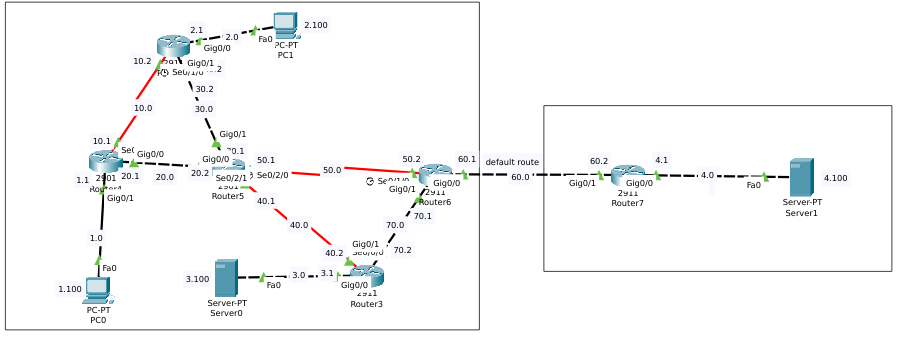 2.1
2.0
Gig0/0
Fa0
2.100
PC-PT
PC1
10.2
Gig0/1
30.2
30.0
10.0
Gig0/1
10.1
Gig0/0
20.1
20.0
20.2
Gig0/0
1.1
Gig0/1
Se0/2/1
Router5
50.1
Se0/2/0
50.0
50.2
60.1
Gig0/1
Gig0/0
2911
Router6
default route
60.0
60.2
Gig0/1
Gig0/0
2911
Router7
4.1
4.0
Fa0
4.100
Server-PT
Server1
40.1
40.0
40.2
70.0
70.1
70.2
Gig0/1
1.0
Fa0
1.100
PC-PT
PC0
3.100
Server-PT
Server0
Fa0
3.0
3.1
Gig0/0
2911
Router3